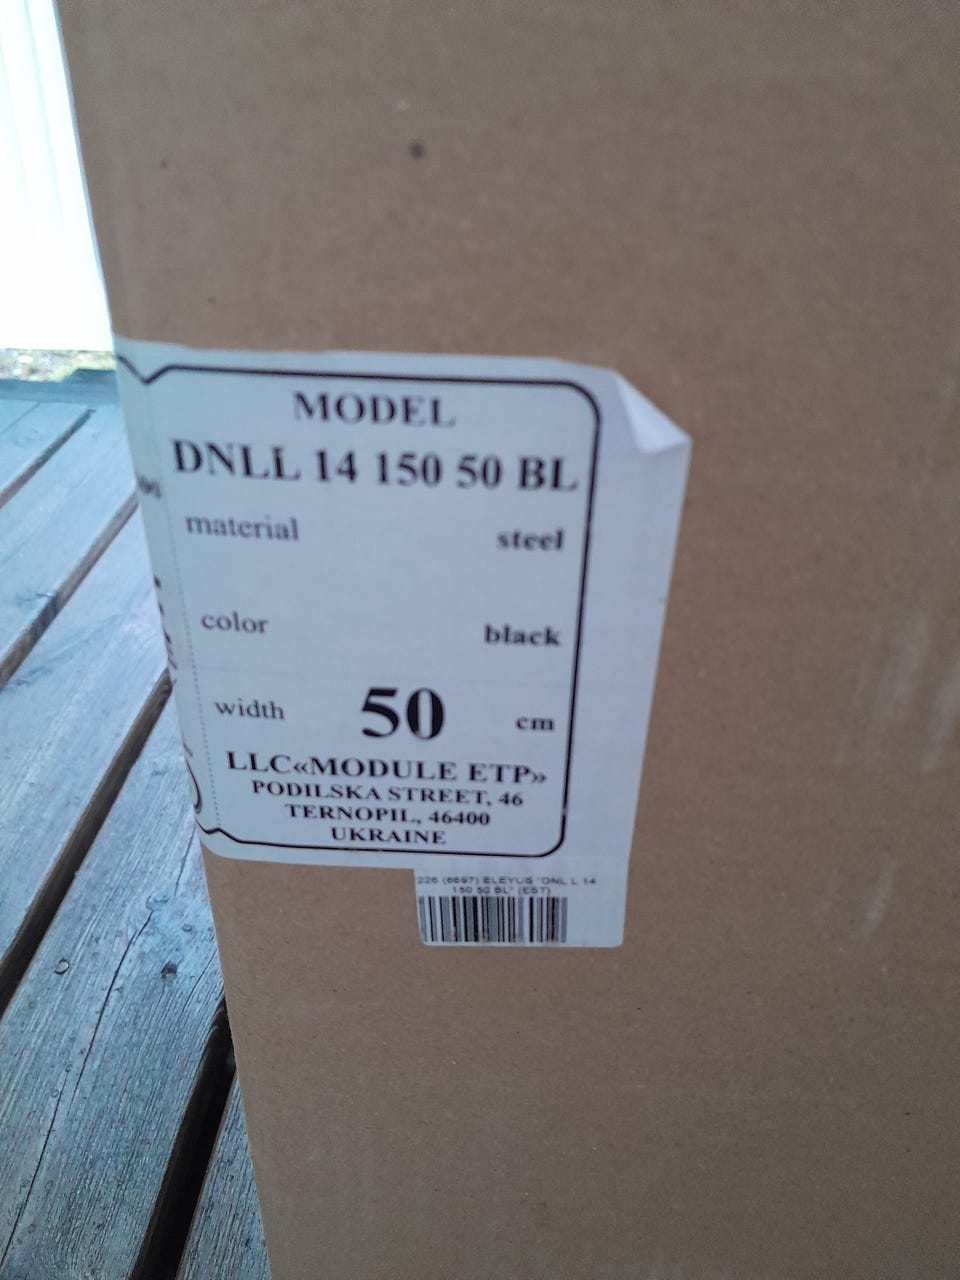 MODEL
DNLL 14 150 50 BL
material steel
color black
width 50 cm
LLC«MODULE ETP»
PODILSKA STREET, 46
TERNOPIL, 46400
UKRAINE
226 (6697) ELEYUS "DNL L 14
150 50 BL" (EST)